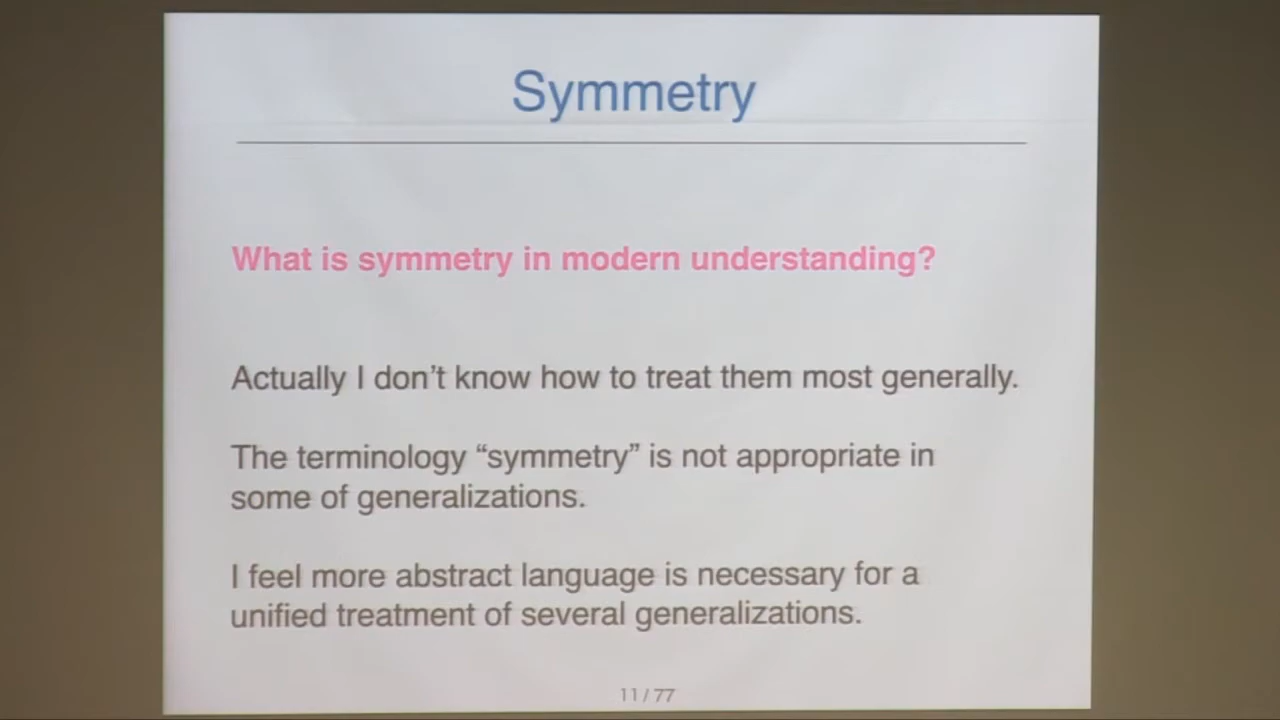 Symmetry
What is symmetry in modern understanding?
Actually I don’t know how to treat them most generally.
The terminology “symmetry” is not appropriate in
some of generalizations.
I feel more abstract language is necessary for a
unified treatment of several generalizations.
11 / 77